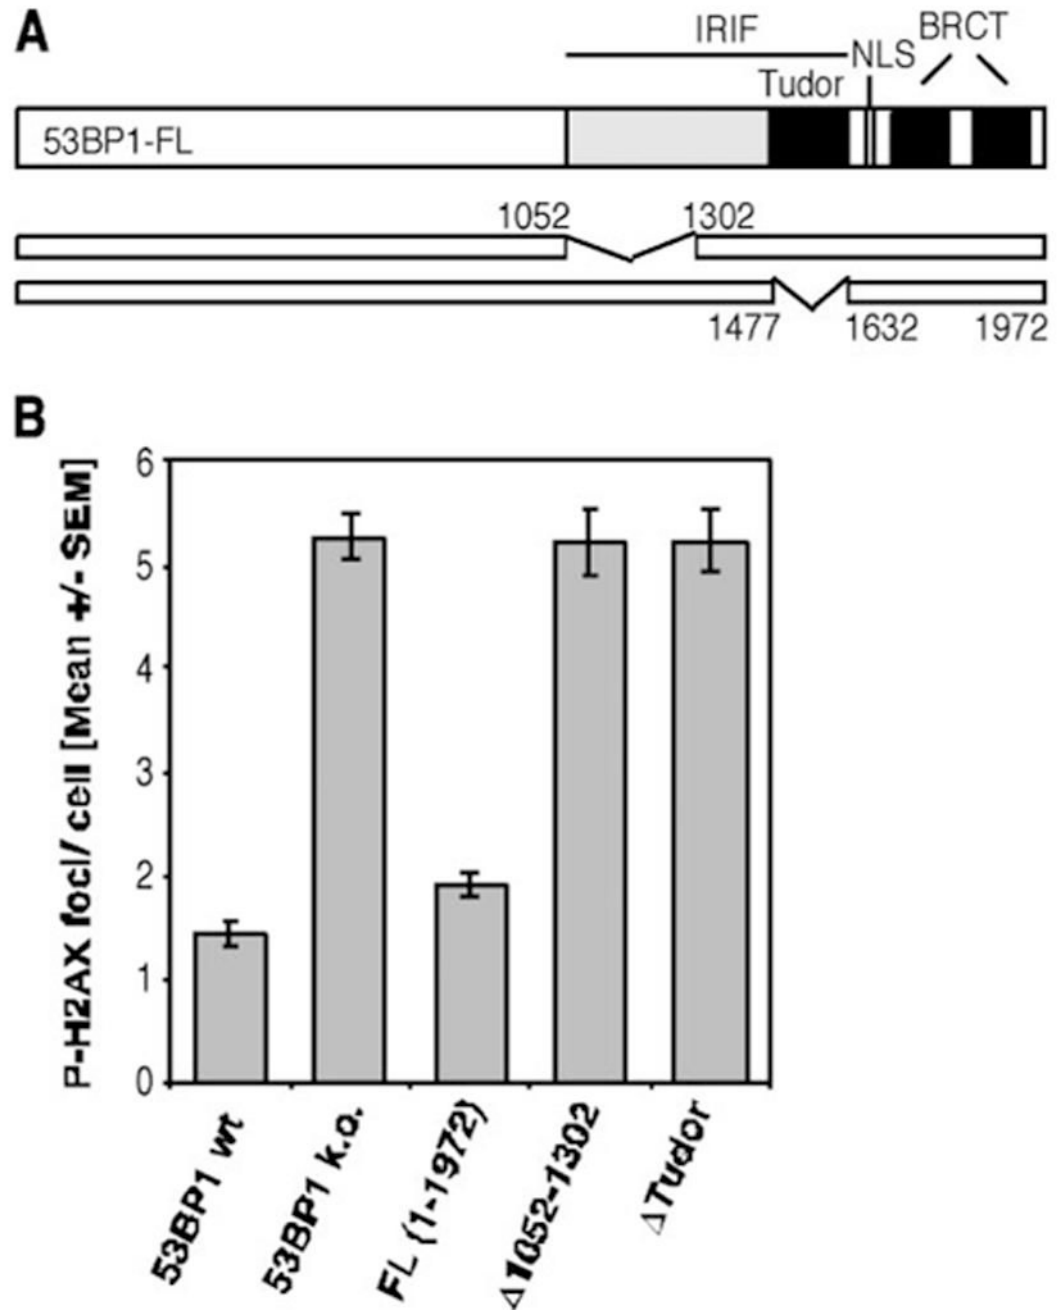 A
IRIF
BRCT
NLS
Tudor
53BP1-FL
1052
1302
1477
1632
1972
B
P-H2AX foci/ cell [Mean +/- SEM]
6
5
4
3
2
1
0
53BP1 wt
53BP1 k.o.
FL (1-1972)
Δ1052-1302
ΔTudor